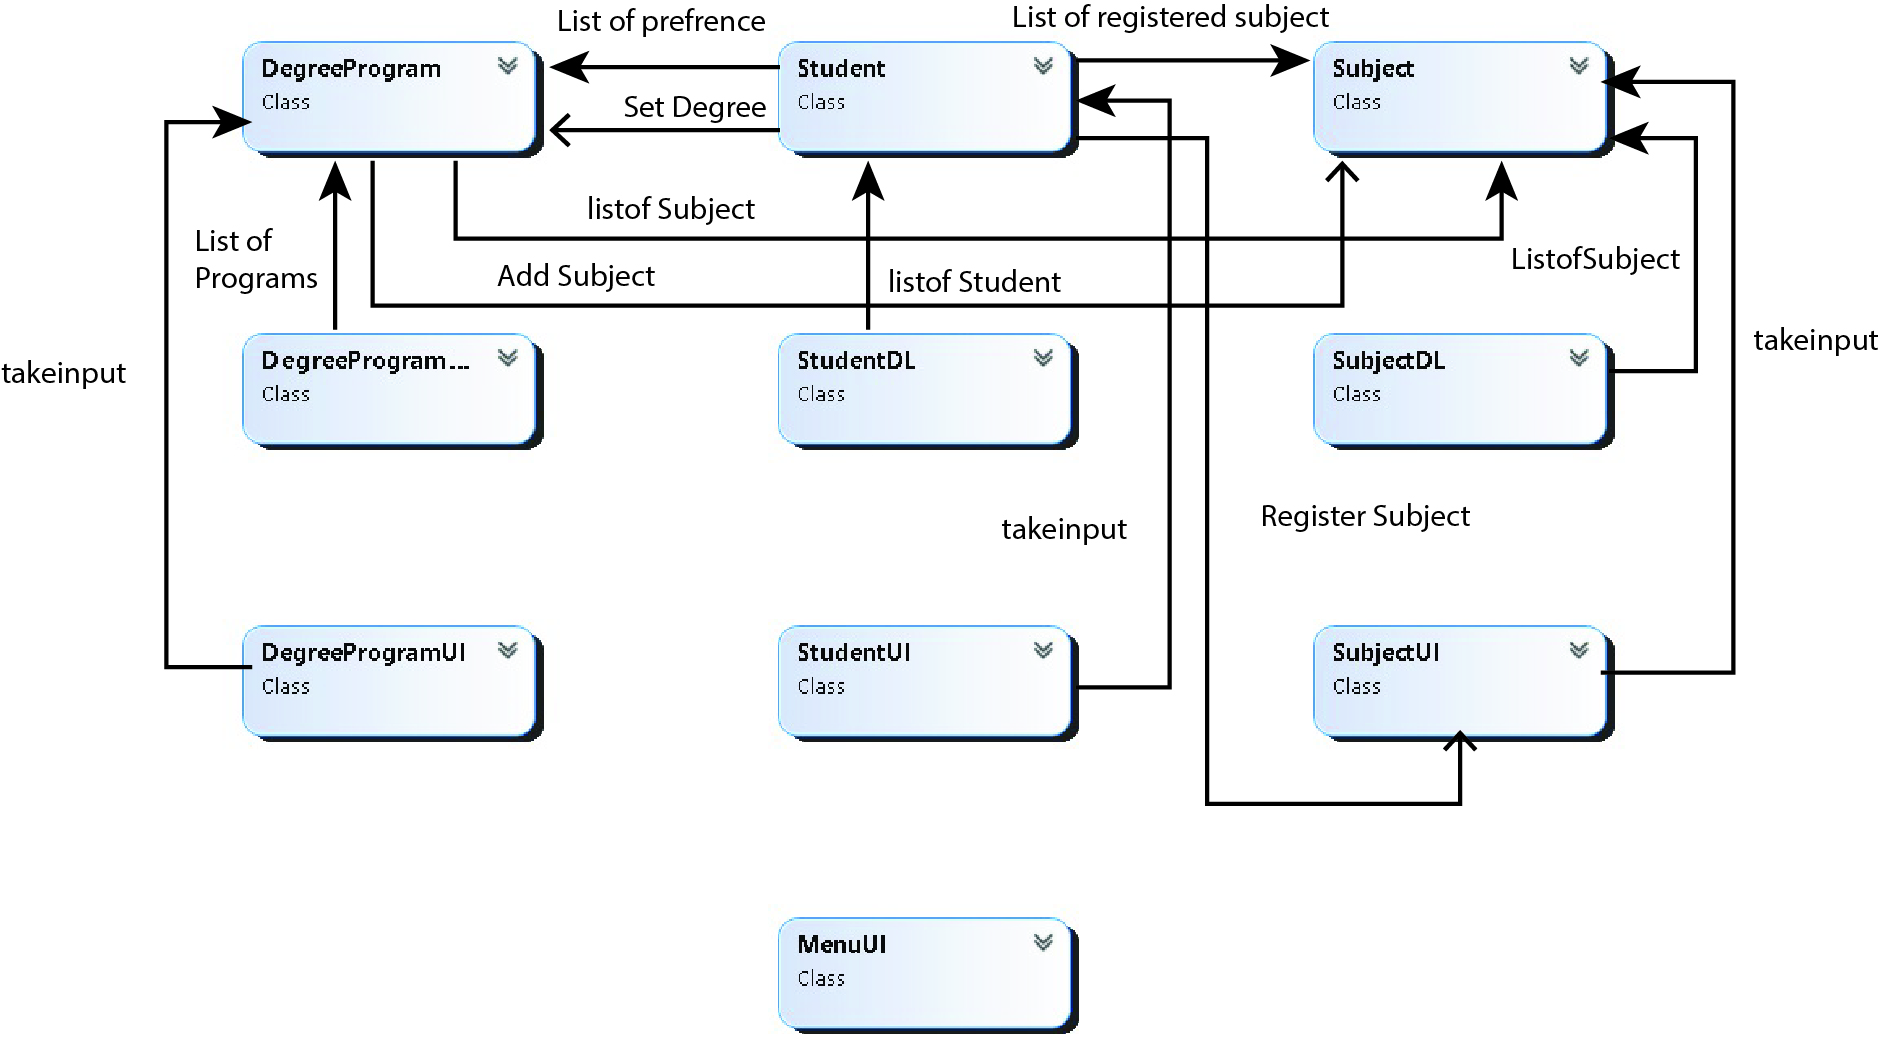 List of prefrence
List of registered subject
DegreeProgram
Class
Student
Class
Subject
Class
Set Degree
listof Subject
List of
Programs
Add Subject
listof Student
ListofSubject
takeinput
takeinput
DegreeProgram...
Class
StudentDL
Class
SubjectDL
Class
takeinput
Register Subject
DegreeProgramUI
Class
StudentUI
Class
SubjectUI
Class
MenuUI
Class